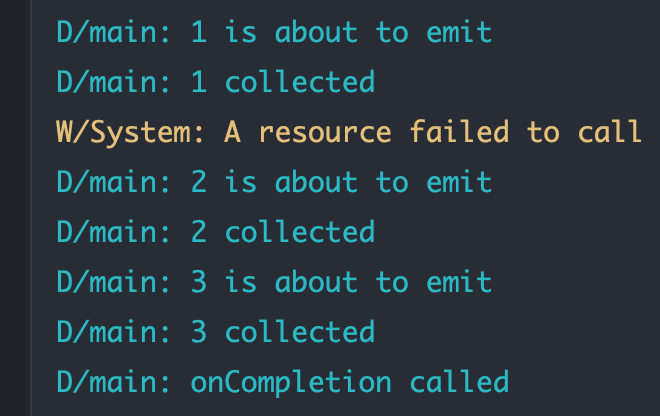 D/main: 1 is about to emit
D/main: 1 collected
W/System: A resource failed to call
D/main: 2 is about to emit
D/main: 2 collected
D/main: 3 is about to emit
D/main: 3 collected
D/main: onCompletion called